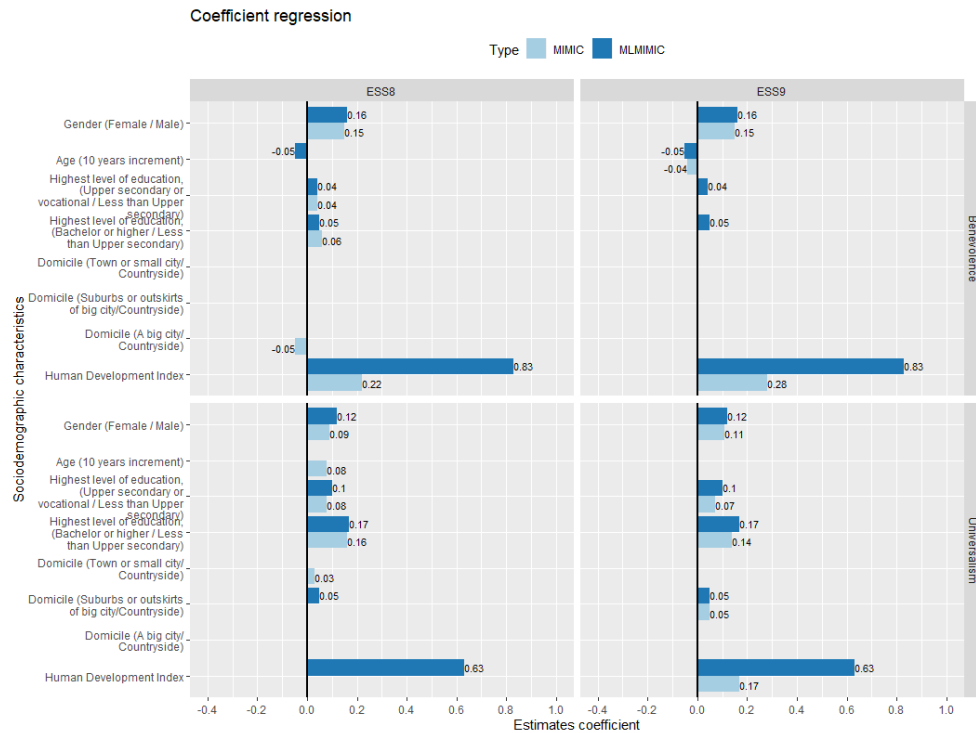 Coefficient regression
Type MIMIC MLMIMIC
ESS8 ESS9
Sociodemographic characteristics
Gender (Female / Male)
0.16
0.15
0.16
0.15
Age (10 years increment)
-0.05
-0.05
-0.04
Highest level of education,
(Upper secondary or
vocational / Less than Upper
secondary)
0.04
0.04
0.04
Highest level of education,
(Bachelor or higher / Less
than Upper secondary)
0.05
0.06
0.05
Domicile (Town or small city/
Countryside)
Domicile (Suburbs or outskirts
of big city/Countryside)
Domicile (A big city/
Countryside)
-0.05
Human Development Index
0.83
0.22
0.83
0.28
Benevolence
Gender (Female / Male)
0.12
0.09
0.12
0.11
Age (10 years increment)
0.08
Highest level of education,
(Upper secondary or
vocational / Less than Upper
secondary)
0.1
0.08
0.1
0.07
Highest level of education,
(Bachelor or higher / Less
than Upper secondary)
0.17
0.16
0.17
0.14
Domicile (Town or small city/
Countryside)
0.03
Domicile (Suburbs or outskirts
of big city/Countryside)
0.05
0.05
0.05
Domicile (A big city/
Countryside)
Human Development Index
0.63
0.63
0.17
Universalism
-0.4 -0.2 0.0 0.2 0.4 0.6 0.8 1.0 -0.4 -0.2 0.0 0.2 0.4 0.6 0.8 1.0
Estimates coefficient